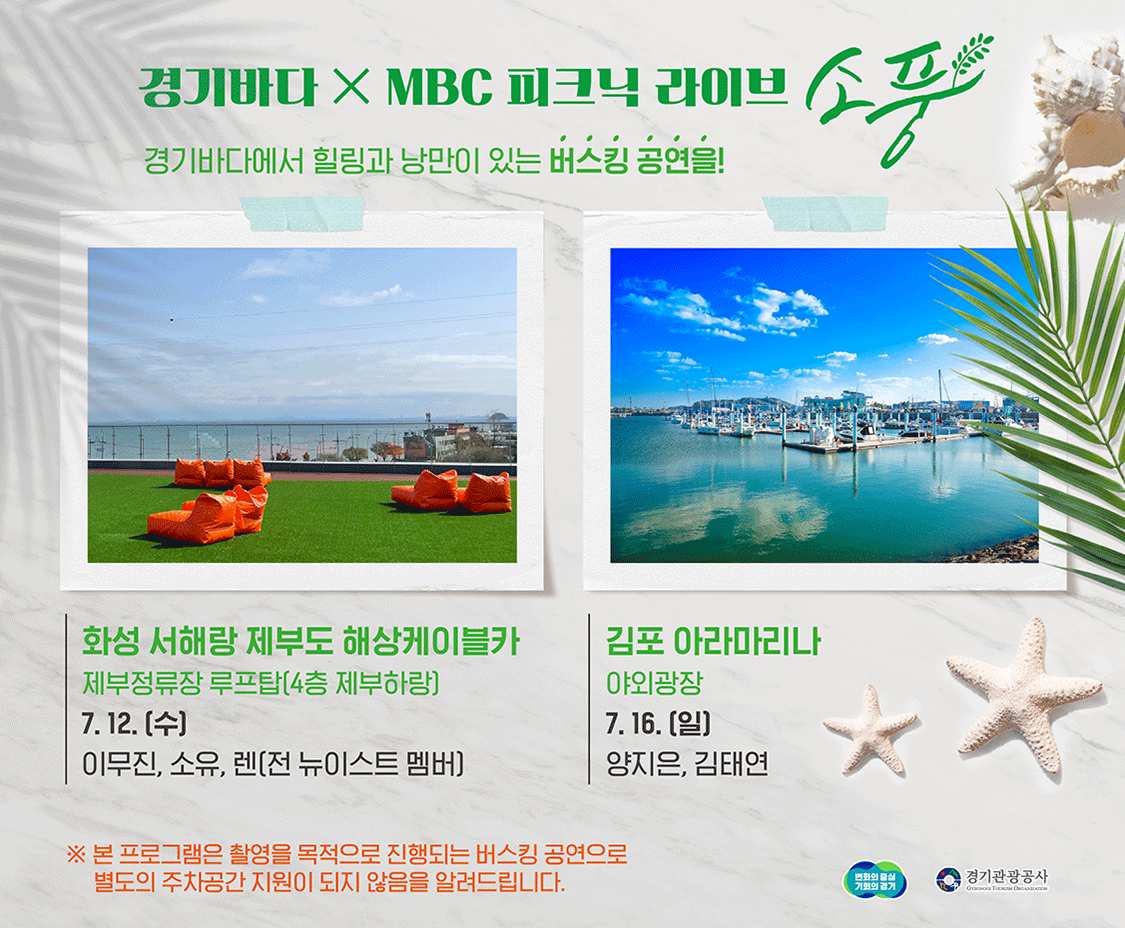 경기바다 × MBC 피크닉 라이브 소풍
경기바다에서 힐링과 낭만이 있는 버스킹 공연을!
화성 서해랑 제부도 해상케이블카
제부정류장 루프탑(4층 제부하랑)
7. 12. (수)
이무진, 소유, 렌(전 뉴이스트 멤버)
김포 아라마리나
야외광장
7. 16. (일)
양지은, 김태연
※ 본 프로그램은 촬영을 목적으로 진행되는 버스킹 공연으로
별도의 주차공간 지원이 되지 않음을 알려드립니다.
변화의 중심
기회의 경기
경기관광공사
GYEONGGI TOURISM ORGANIZATION